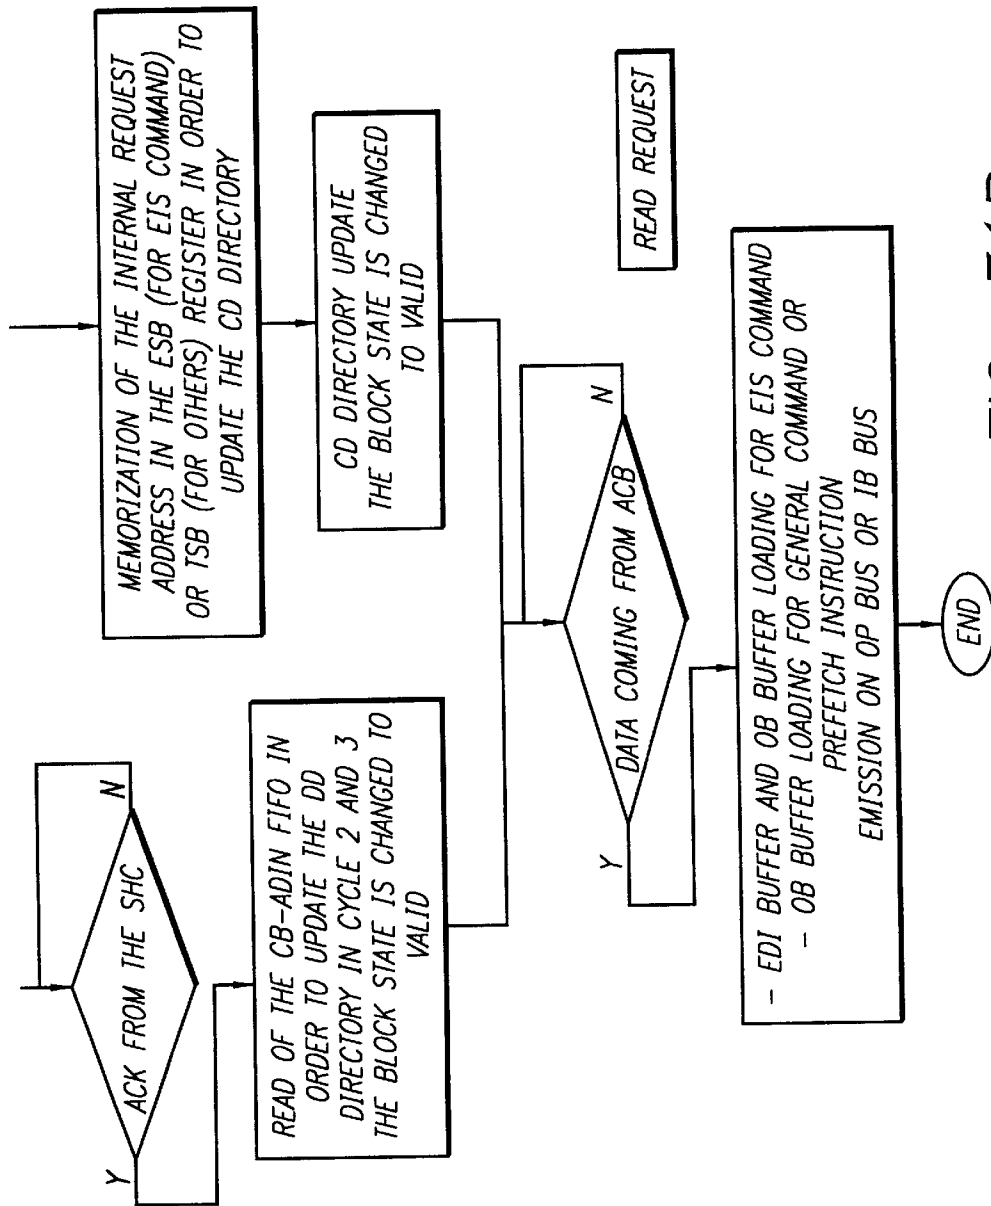 ACK FROM THE SHC
N
Y
READ OF THE CB-ADIN FIFO IN
ORDER TO UPDATE THE DD
DIRECTORY IN CYCLE 2 AND 3
THE BLOCK STATE IS CHANGED TO
VALID
MEMORIZATION OF THE INTERNAL REQUEST
ADDRESS IN THE ESB (FOR EIS COMMAND)
OR TSB (FOR OTHERS) REGISTER IN ORDER TO
UPDATE THE CD DIRECTORY
CD DIRECTORY UPDATE
THE BLOCK STATE IS CHANGED
TO VALID
DATA COMING FROM ACB
N
Y
READ REQUEST
- EDI BUFFER AND OB BUFFER LOADING FOR EIS COMMAND
- OB BUFFER LOADING FOR GENERAL COMMAND OR
PREFETCH INSTRUCTION
EMISSION ON OP BUS OR IB BUS
END